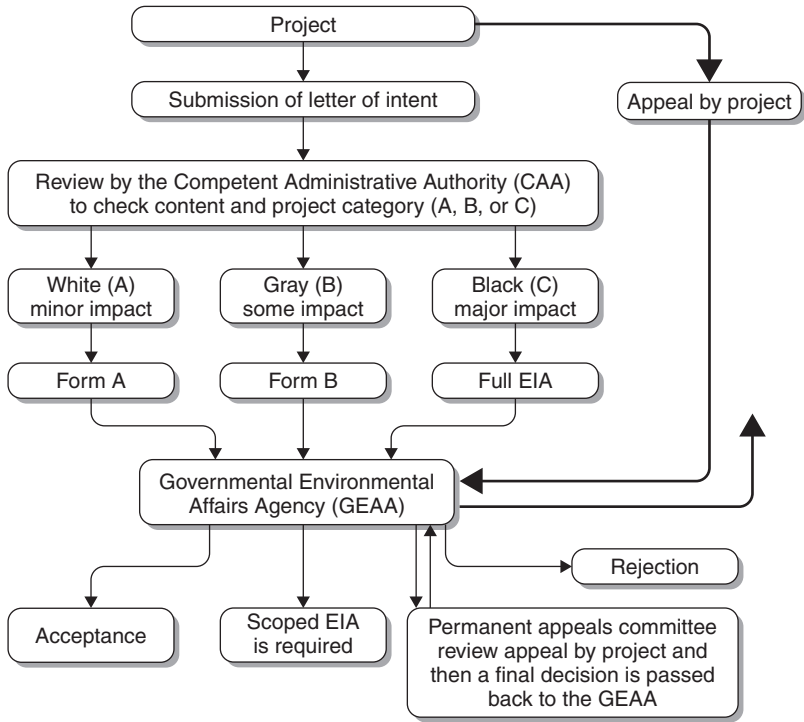 Project
Submission of letter of intent
Appeal by project
Review by the Competent Administrative Authority (CAA)
to check content and project category (A, B, or C)
White (A)
minor impact
Gray (B)
some impact
Black (C)
major impact
Form A
Form B
Full EIA
Governmental Environmental
Affairs Agency (GEAA)
Rejection
Acceptance
Scoped EIA
is required
Permanent appeals committee
review appeal by project and
then a final decision is passed
back to the GEAA